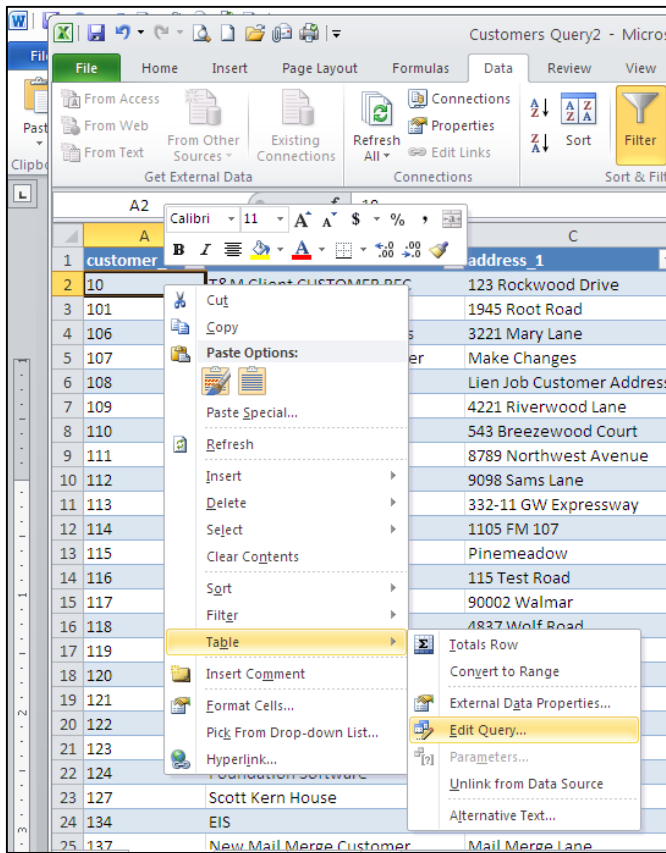 W
X
Customers Query2 - Micros
Fil
File Home Insert Page Layout Formulas Data Review View
Past
Clipbo
From Access
From Web
From Text
From Other
Sources
Existing
Connections
Get External Data
Refresh
All
Connections
Properties
Edit Links
Connections
Sort
Filter
Sort & Filt
L
A2
10
Calibri 11 A A $ % ,
B I A .00 .00
A C
1 customer_ address_1
2 10 T&M Client CUSTOMER REC 123 Rockwood Drive
3 101 1945 Root Road
4 106 s 3221 Mary Lane
5 107 er Make Changes
6 108 Lien Job Customer Address
7 109 4221 Riverwood Lane
8 110 543 Breezewood Court
9 111 8789 Northwest Avenue
10 112 9098 Sams Lane
11 113 332-11 GW Expressway
12 114 1105 FM 107
13 115 Pinemeadow
14 116 115 Test Road
15 117 90002 Walmar
16 118 4837 Wolf Road
17 119
18 120
19 121
20 122
21 123
22 124 Foundation Software
23 127 Scott Kern House
24 134 EIS
25 137 New Mail Merge Customer Mail Merge Lane
Cut
Copy
Paste Options:
Paste Special...
Refresh
Insert
Delete
Select
Clear Contents
Sort
Filter
Table
Insert Comment
Format Cells...
Pick From Drop-down List...
Hyperlink...
Totals Row
Convert to Range
External Data Properties...
Edit Query...
Parameters...
Unlink from Data Source
Alternative Text...
1
2
3